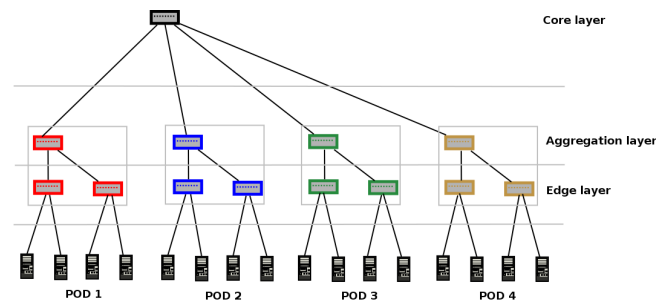 Core layer
Aggregation layer
Edge layer
POD 1
POD 2
POD 3
POD 4